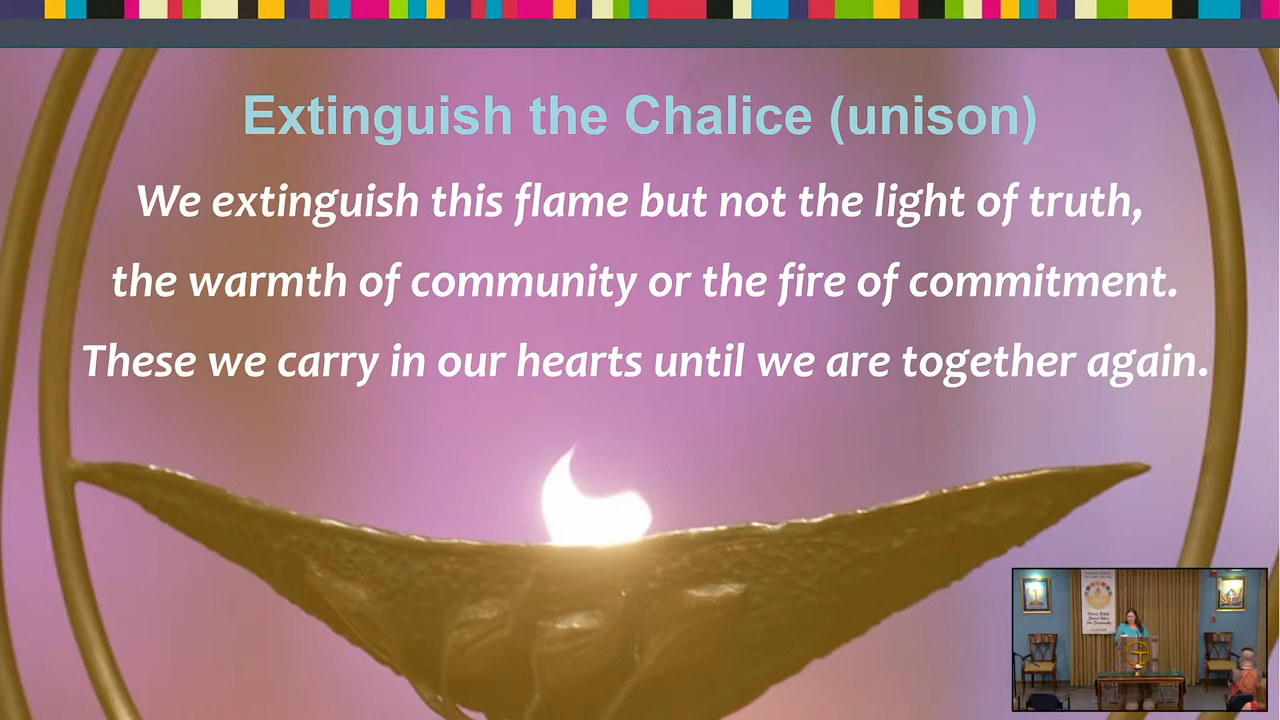 Extinguish the Chalice (unison)
We extinguish this flame but not the light of truth,
the warmth of community or the fire of commitment.
These we carry in our hearts until we are together again.